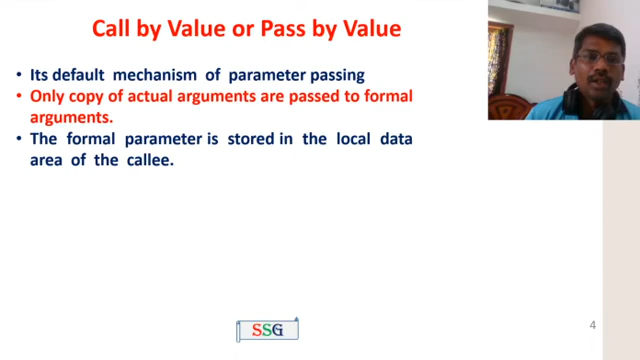 Call by Value or Pass by Value
• Its default mechanism of parameter passing
• Only copy of actual arguments are passed to formal
arguments.
• The formal parameter is stored in the local data
area of the callee.
SSG
4